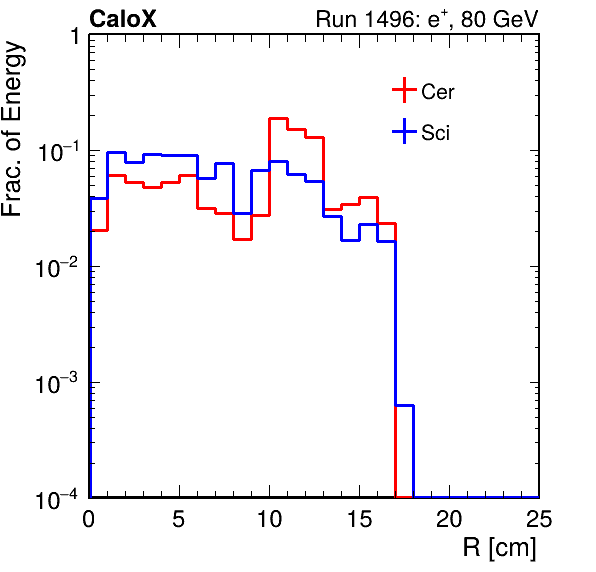 CaloX Run 1496: e⁺, 80 GeV
Frac. of Energy
1
10⁻¹
10⁻²
10⁻³
10⁻⁴
Cer
Sci
0 5 10 15 20 25
R [cm]